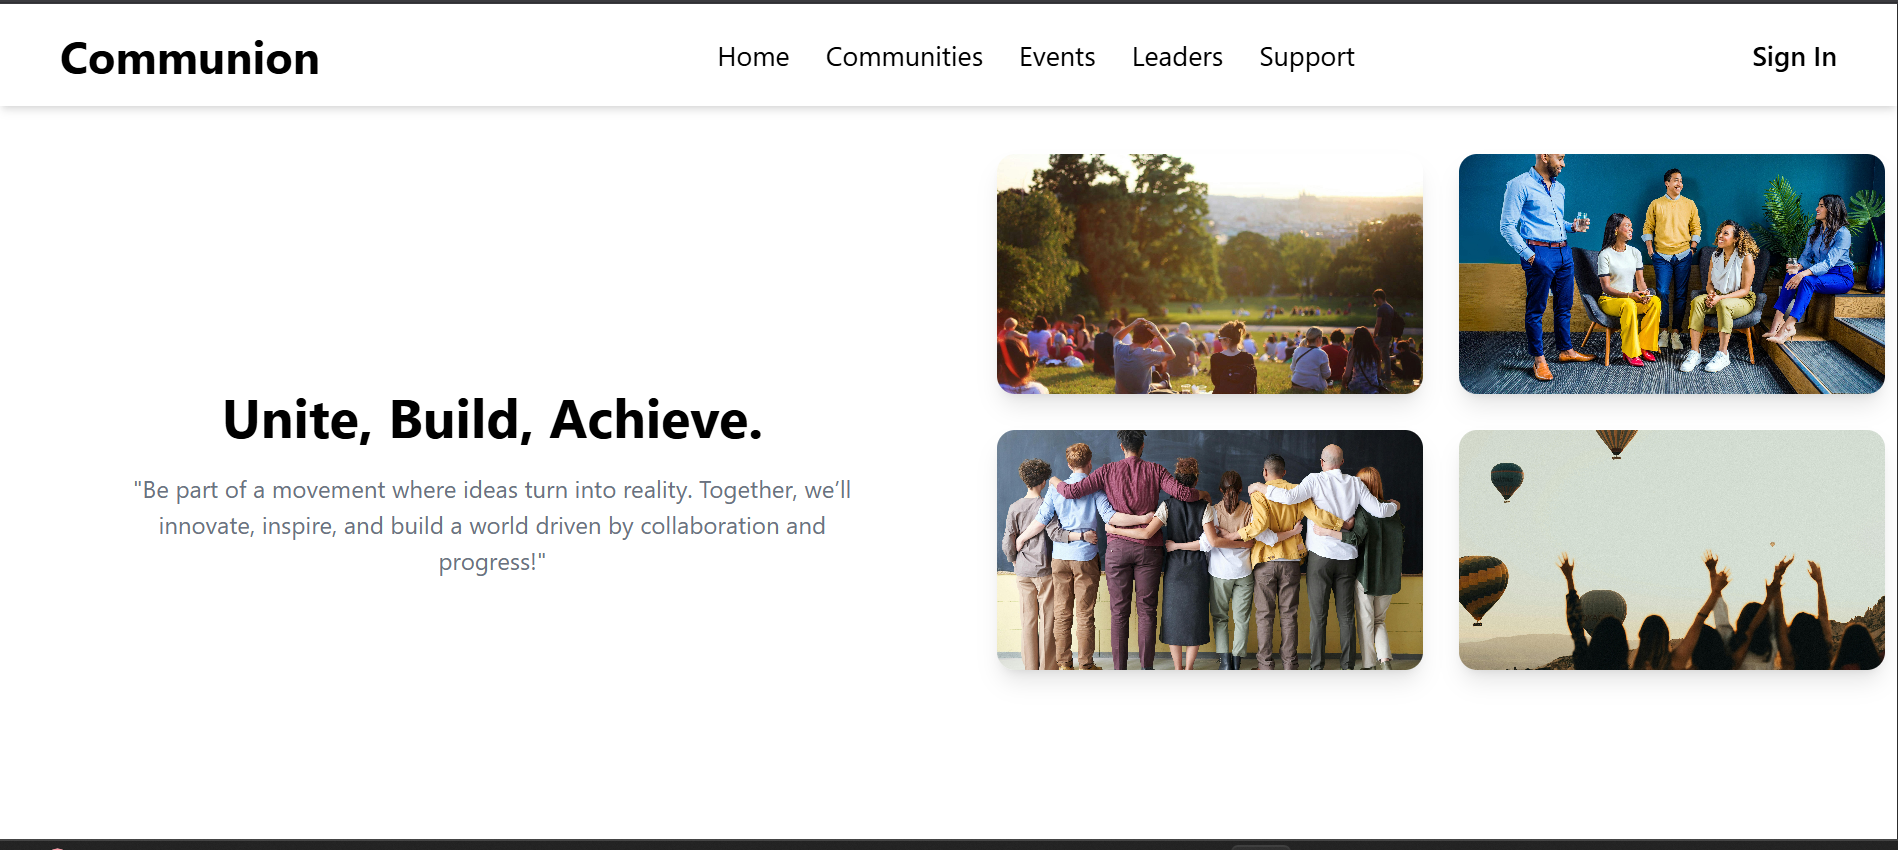 Communion
Home Communities Events Leaders Support
Sign In
Unite, Build, Achieve.
"Be part of a movement where ideas turn into reality. Together, we’ll
innovate, inspire, and build a world driven by collaboration and
progress!"